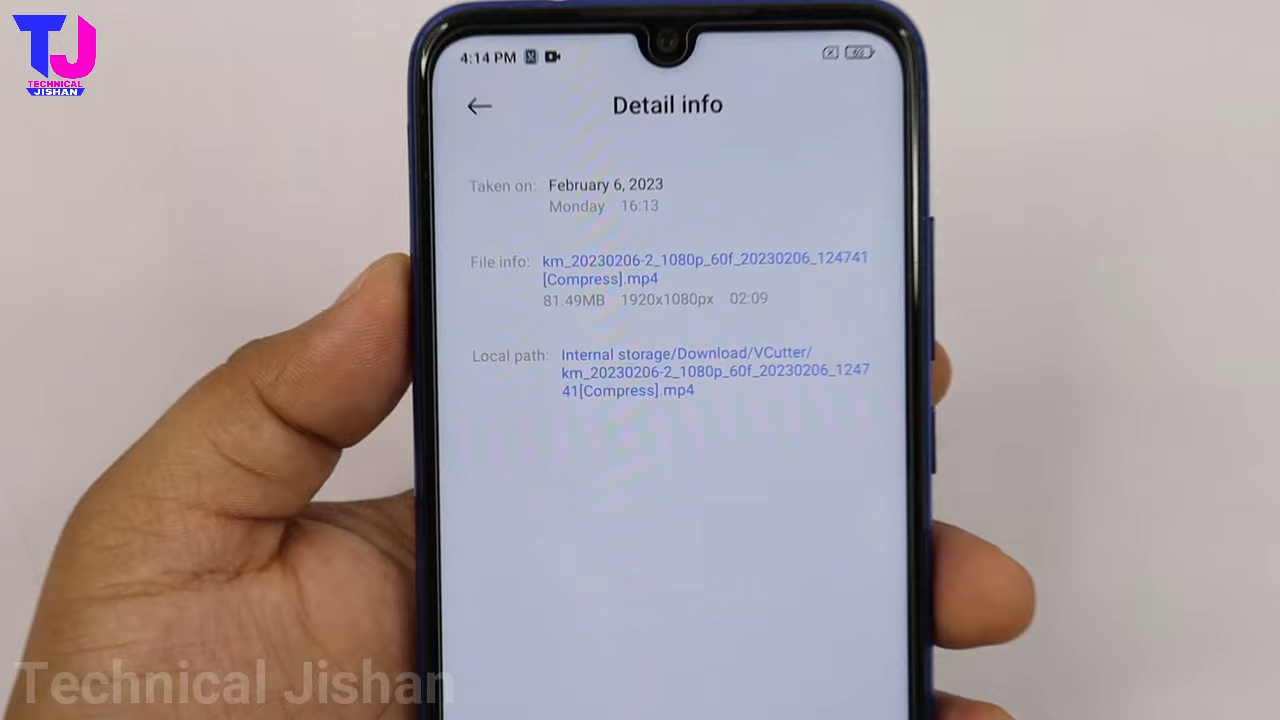 TJ
TECHNICAL
JISHAN
4:14 PM
Detail info
Taken on: February 6, 2023
Monday 16:13
File info: km_20230206-2_1080p_60f_20230206_124741
[Compress].mp4
81.49MB 1920x1080px 02:09
Local path: Internal storage/Download/VCutter/
km_20230206-2_1080p_60f_20230206_1247
41[Compress].mp4
Technical Jishan